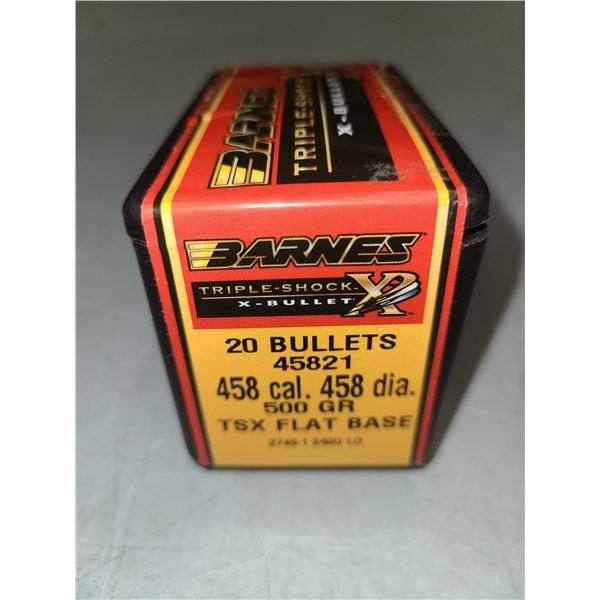 BARNES
TRIPLE-SHOCK
X-BULLET
BARNES
TRIPLE-SHOCK
X-BULLET
20 BULLETS
45821
458 cal. 458 dia.
500 GR
TSX FLAT BASE